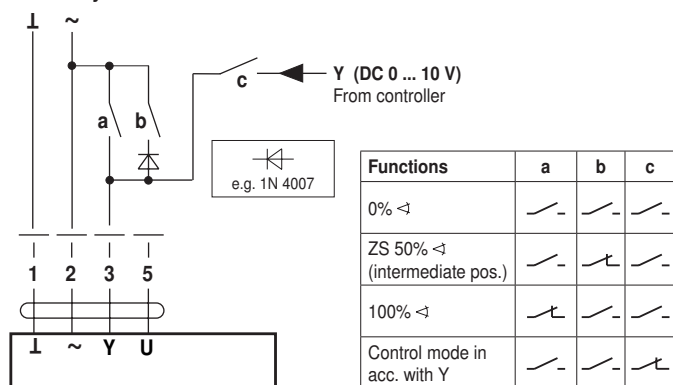 ⊥ ~
Y (DC 0 ... 10 V)
From controller
c
a b
e.g. 1N 4007
1 2 3 5
⊥ ~ Y U
Functions a b c
0% ⏿
ZS 50% ⏿
(intermediate pos.)
100% ⏿
Control mode in
acc. with Y